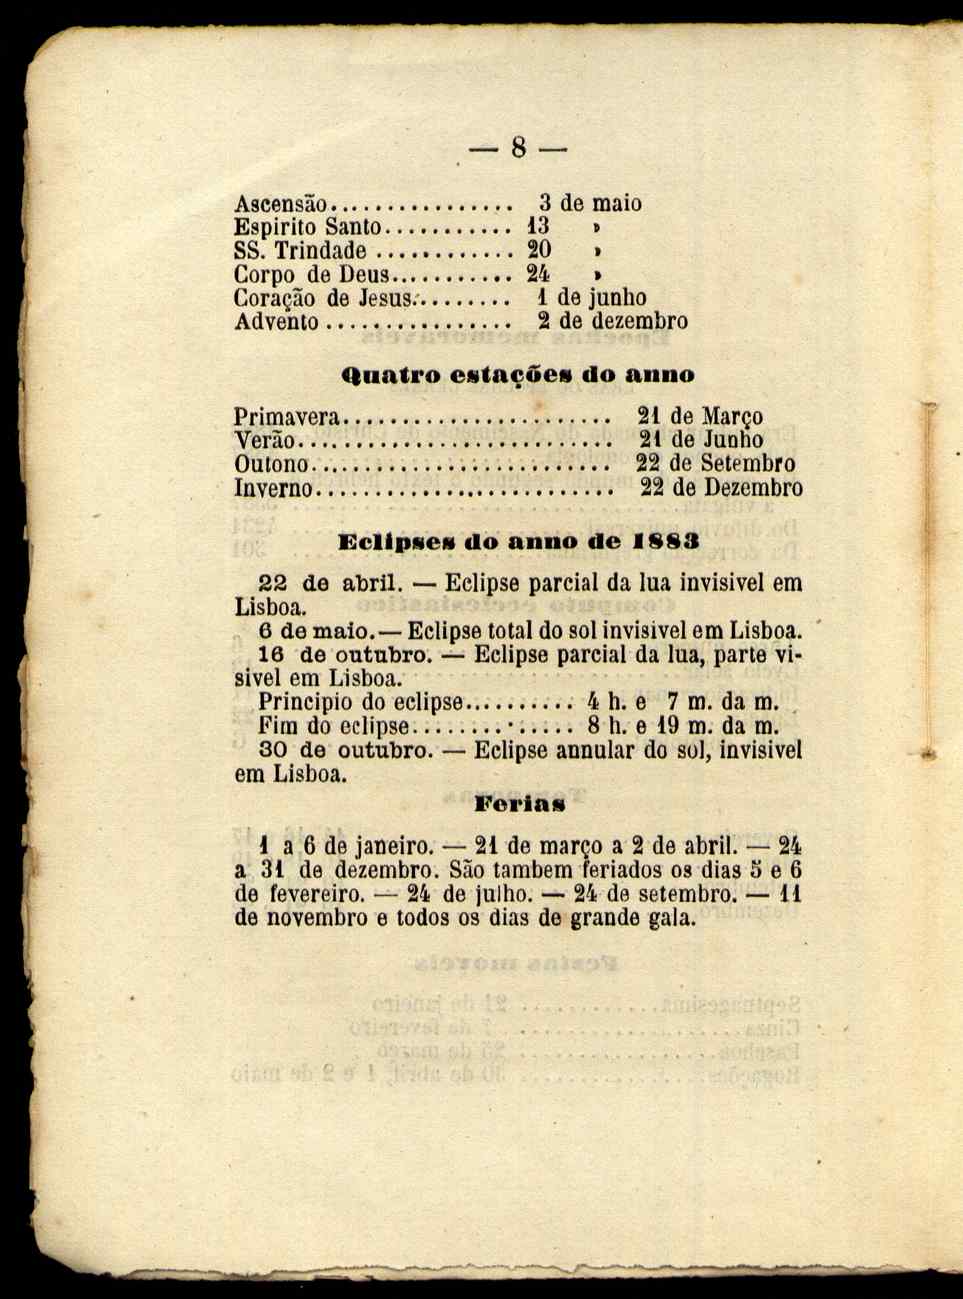 — 8 —
Ascensão................ 3 de maio
Espirito Santo........... 13 »
SS. Trindade ............ 20 »
Corpo de Deus........... 24 »
Coração de Jesus......... 1 de junho
Advento ................ 2 de dezembro
Quatro estações do anno
Primavera....................... 21 de Março
Verão........................... 21 de Junho
Outono.......................... 22 de Setembro
Inverno.......................... 22 de Dezembro
Eclipses do anno de 1883
22 de abril. — Eclipse parcial da lua invisivel em
Lisboa.
6 de maio.— Eclipse total do sol invisivel em Lisboa.
16 de outubro. — Eclipse parcial da lua, parte vi-
sivel em Lisboa.
Principio do eclipse.......... 4 h. e 7 m. da m.
Fim do eclipse.............. 8 h. e 19 m. da m.
30 de outubro. — Eclipse annular do sol, invisivel
em Lisboa.
Ferias
1 a 6 de janeiro. — 21 de março a 2 de abril. — 24
a 31 de dezembro. São tambem feriados os dias 5 e 6
de fevereiro. — 24 de julho. — 24 de setembro. — 11
de novembro e todos os dias de grande gala.